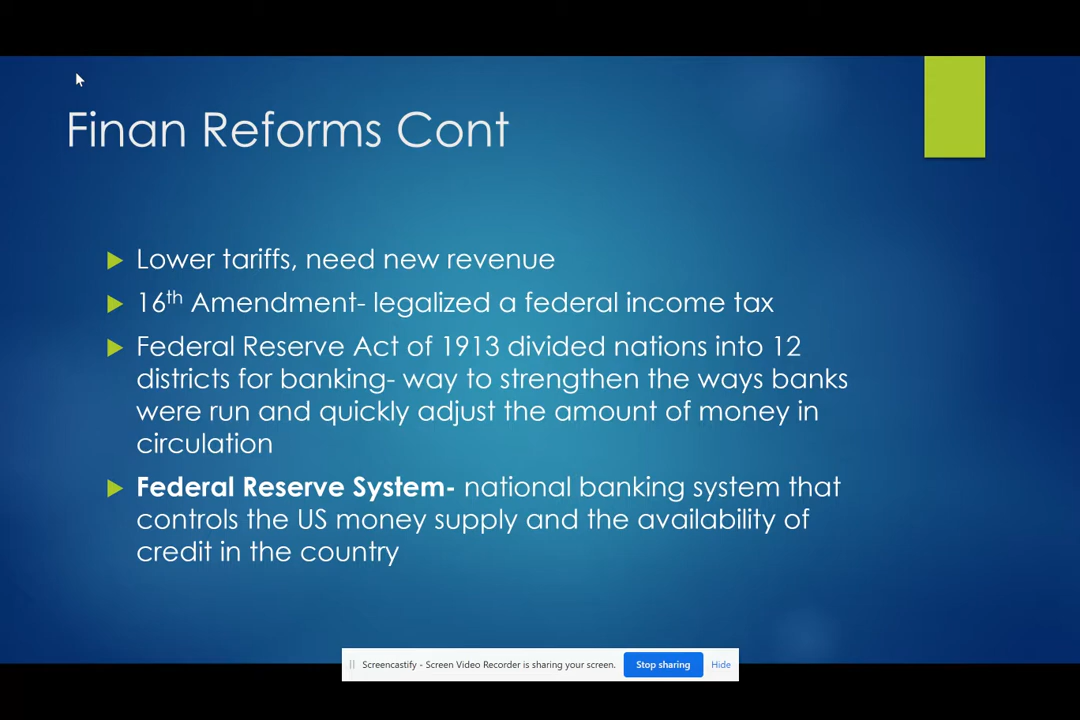 Finan Reforms Cont
Lower tariffs, need new revenue
16th Amendment- legalized a federal income tax
Federal Reserve Act of 1913 divided nations into 12
districts for banking- way to strengthen the ways banks
were run and quickly adjust the amount of money in
circulation
Federal Reserve System- national banking system that
controls the US money supply and the availability of
credit in the country
Screencastify - Screen Video Recorder is sharing your screen. Stop sharing Hide